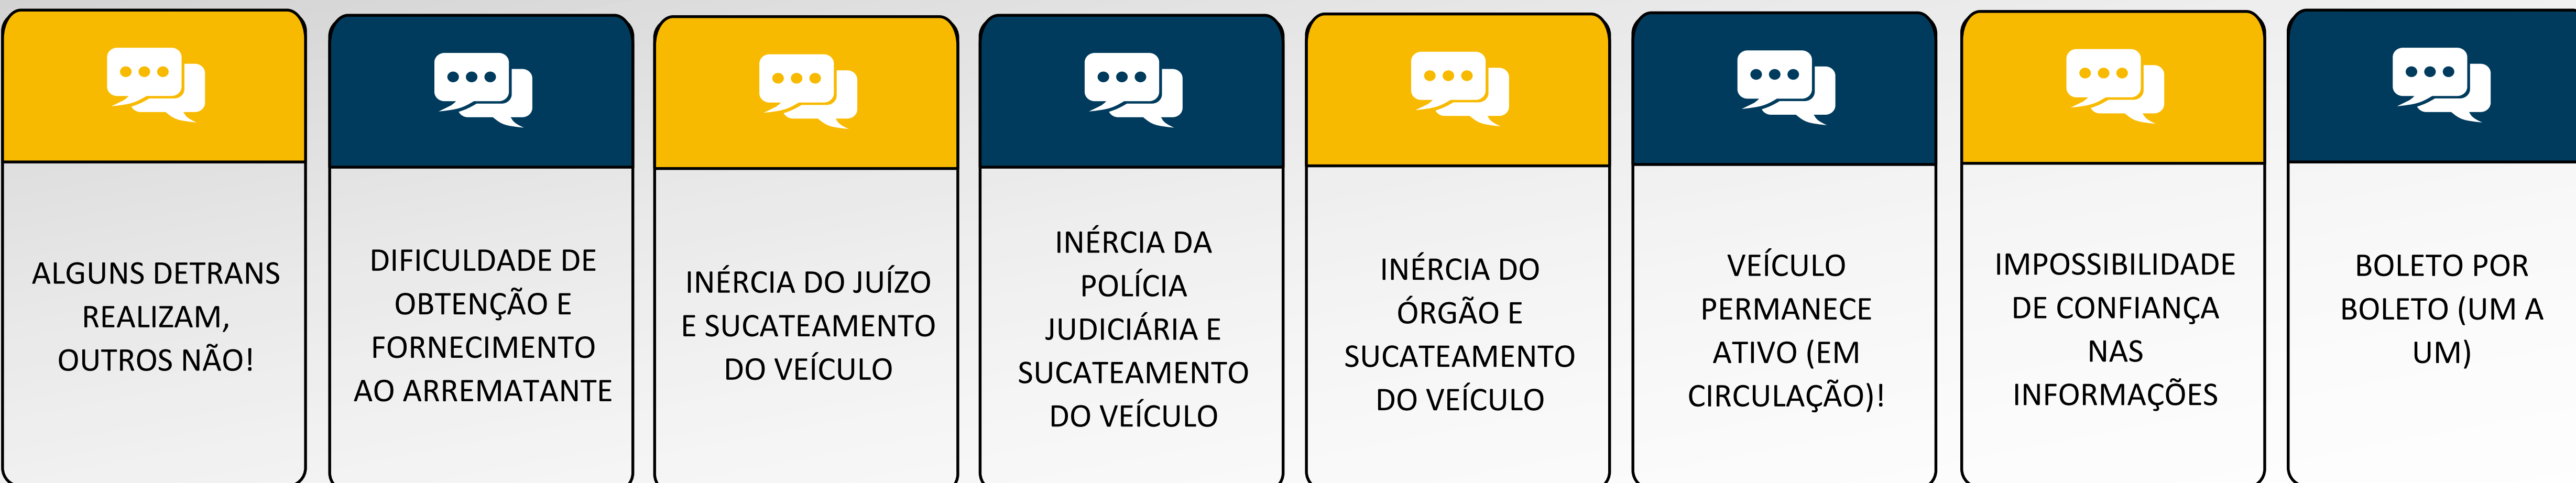 ALGUNS DETRANS
REALIZAM,
OUTROS NÃO!
DIFICULDADE DE
OBTENÇÃO E
FORNECIMENTO
AO ARREMATANTE
INÉRCIA DO JUÍZO
E SUCATEAMENTO
DO VEÍCULO
INÉRCIA DA
POLÍCIA
JUDICIÁRIA E
SUCATEAMENTO
DO VEÍCULO
INÉRCIA DO
ÓRGÃO E
SUCATEAMENTO
DO VEÍCULO
VEÍCULO
PERMANECE
ATIVO (EM
CIRCULAÇÃO)!
IMPOSSIBILIDADE
DE CONFIANÇA
NAS
INFORMAÇÕES
BOLETO POR
BOLETO (UM A
UM)